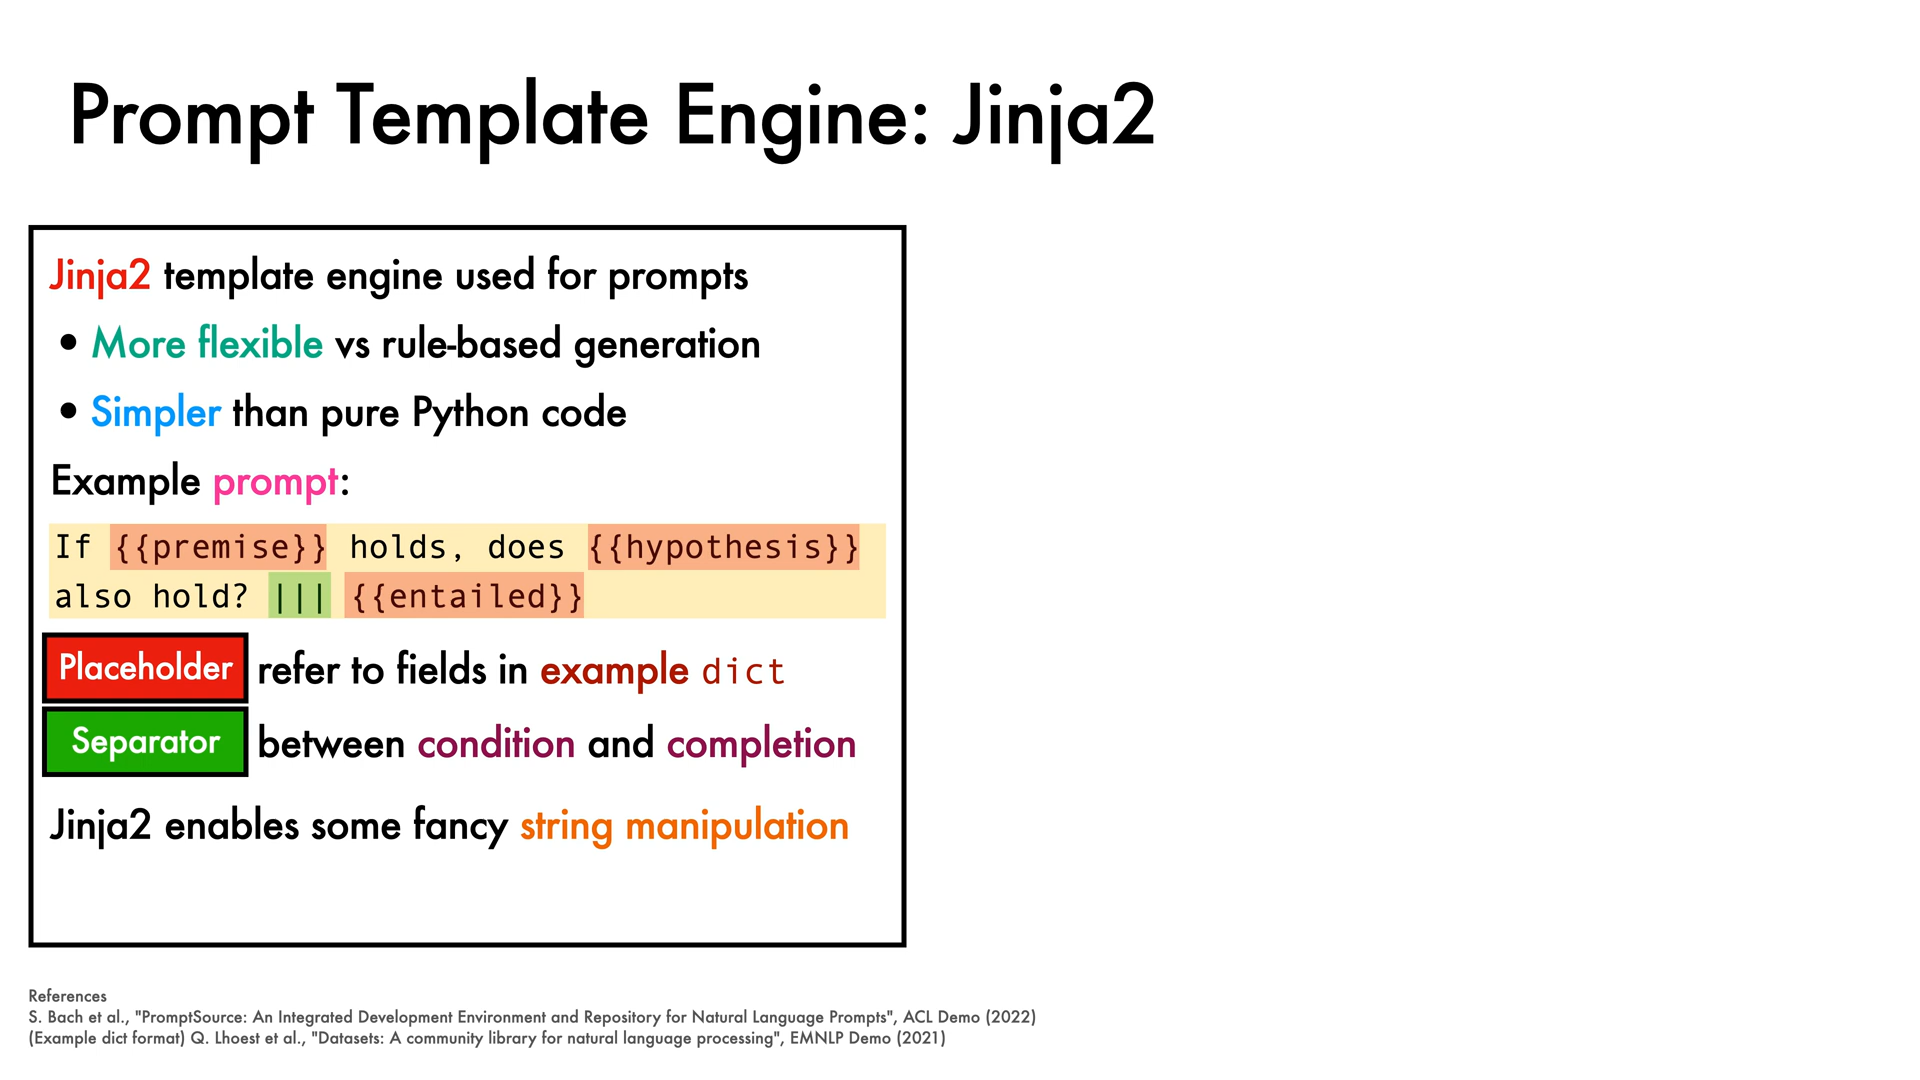 Prompt Template Engine: Jinja2
Jinja2 template engine used for prompts
• More flexible vs rule-based generation
• Simpler than pure Python code
Example prompt:
If {{premise}} holds, does {{hypothesis}}
also hold? ||| {{entailed}}
Placeholder refer to fields in example dict
Separator between condition and completion
Jinja2 enables some fancy string manipulation
References
S. Bach et al., "PromptSource: An Integrated Development Environment and Repository for Natural Language Prompts", ACL Demo (2022)
(Example dict format) Q. Lhoest et al., "Datasets: A community library for natural language processing", EMNLP Demo (2021)